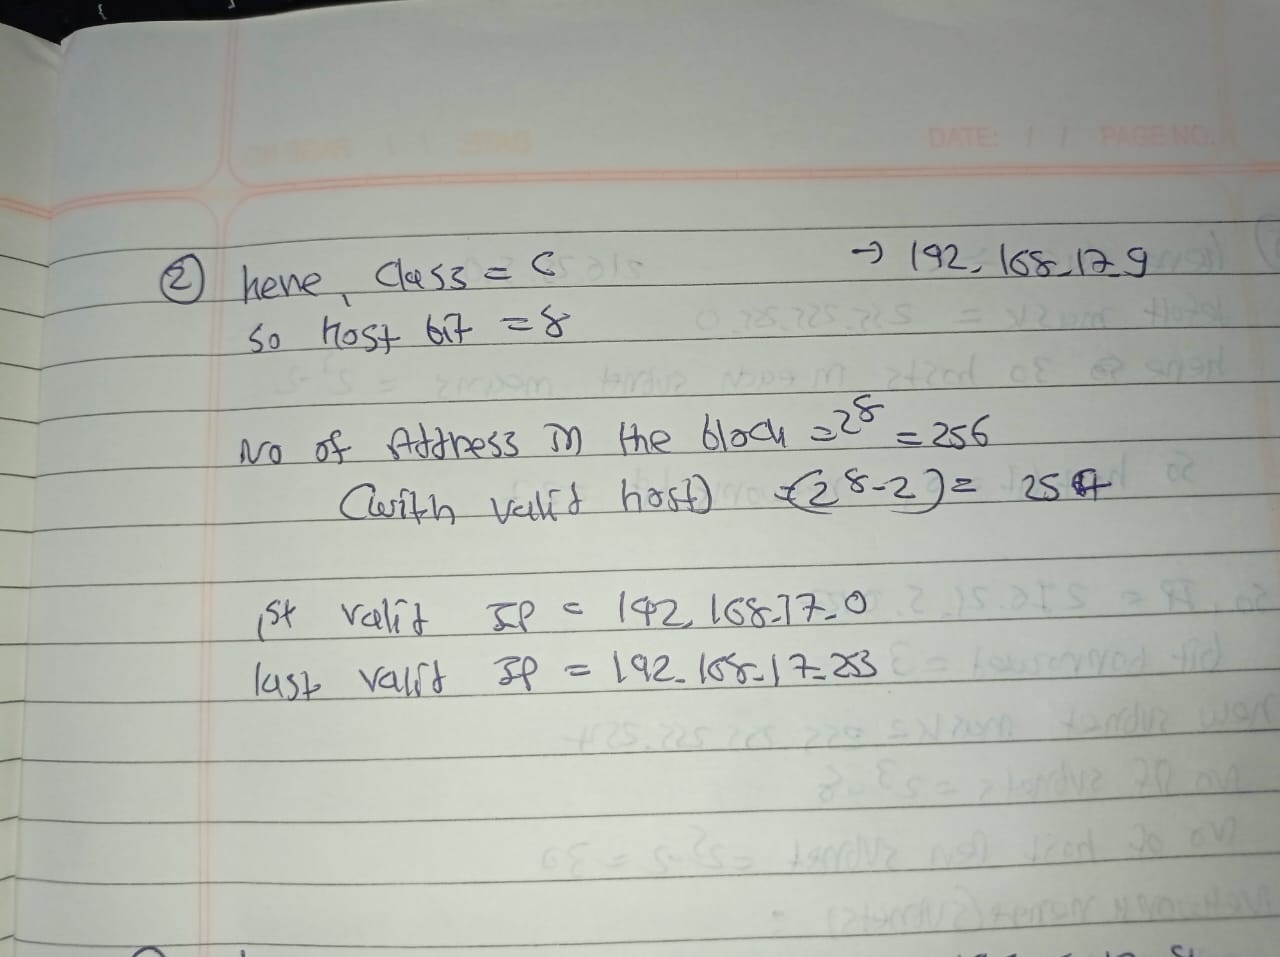 DATE: / / PAGE NO.
② here, Class = C → 192.168.17.9
so host bit = 8
No of Address in the block = 2^8 = 256
(with valid host) = (2^8-2) = 254
1st valid IP = 192.168.17.0
last valid IP = 192.168.17.253